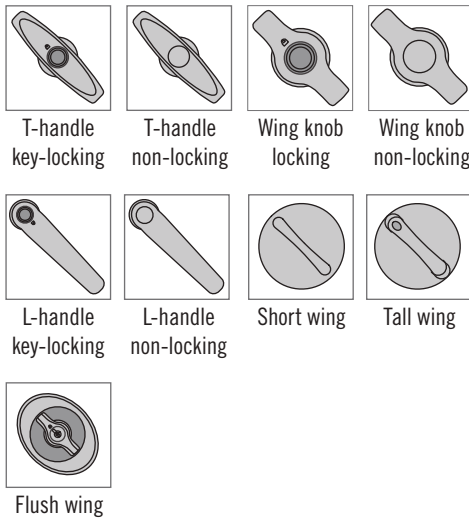 T-handle
key-locking
T-handle
non-locking
Wing knob
locking
Wing knob
non-locking
L-handle
key-locking
L-handle
non-locking
Short wing
Tall wing
Flush wing